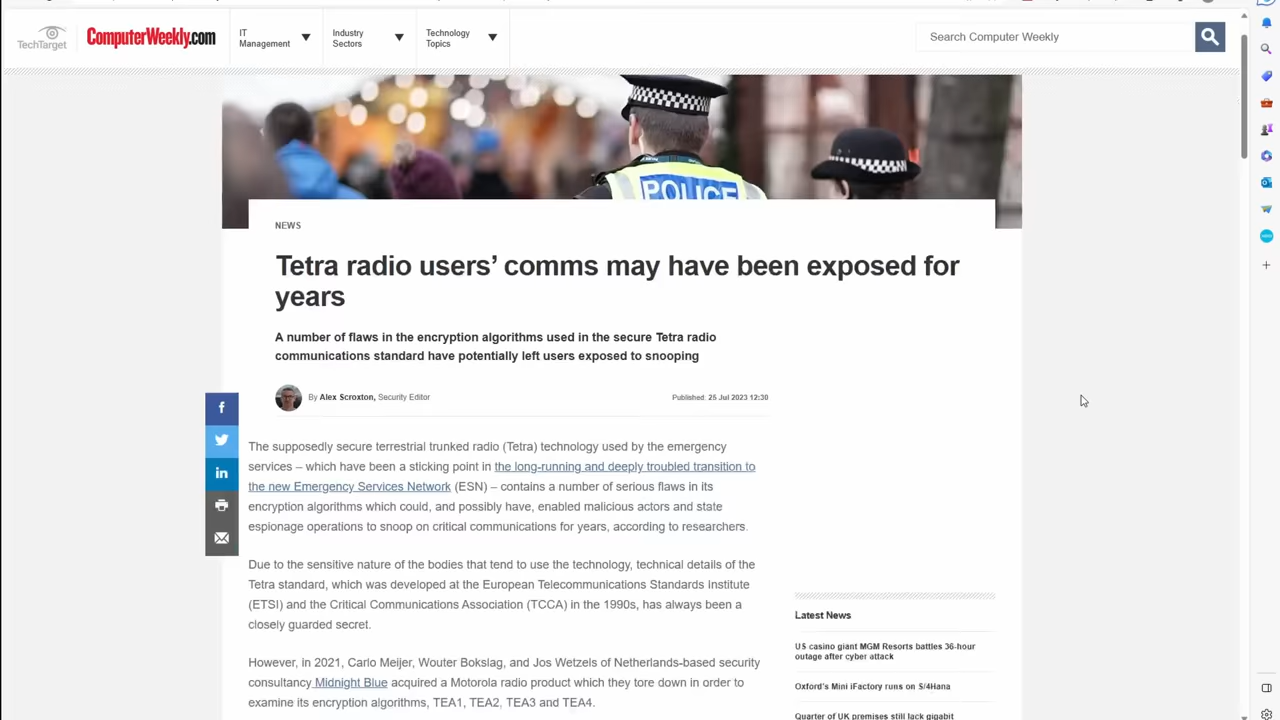 TechTarget
ComputerWeekly.com
IT
Management
Industry
Sectors
Technology
Topics
Search Computer Weekly
POLICE
NEWS
Tetra radio users’ comms may have been exposed for
years
A number of flaws in the encryption algorithms used in the secure Tetra radio
communications standard have potentially left users exposed to snooping
By Alex Scroxton, Security Editor
Published: 25 Jul 2023 12:30
The supposedly secure terrestrial trunked radio (Tetra) technology used by the emergency
services – which have been a sticking point in the long-running and deeply troubled transition to
the new Emergency Services Network (ESN) – contains a number of serious flaws in its
encryption algorithms which could, and possibly have, enabled malicious actors and state
espionage operations to snoop on critical communications for years, according to researchers.
Due to the sensitive nature of the bodies that tend to use the technology, technical details of the
Tetra standard, which was developed at the European Telecommunications Standards Institute
(ETSI) and the Critical Communications Association (TCCA) in the 1990s, has always been a
closely guarded secret.
However, in 2021, Carlo Meijer, Wouter Bokslag, and Jos Wetzels of Netherlands-based security
consultancy Midnight Blue acquired a Motorola radio product which they tore down in order to
examine its encryption algorithms, TEA1, TEA2, TEA3 and TEA4.
Latest News
US casino giant MGM Resorts battles 36-hour
outage after cyber attack
Oxford's Mini iFactory runs on S/4Hana
Quarter of UK premises still lack gigabit